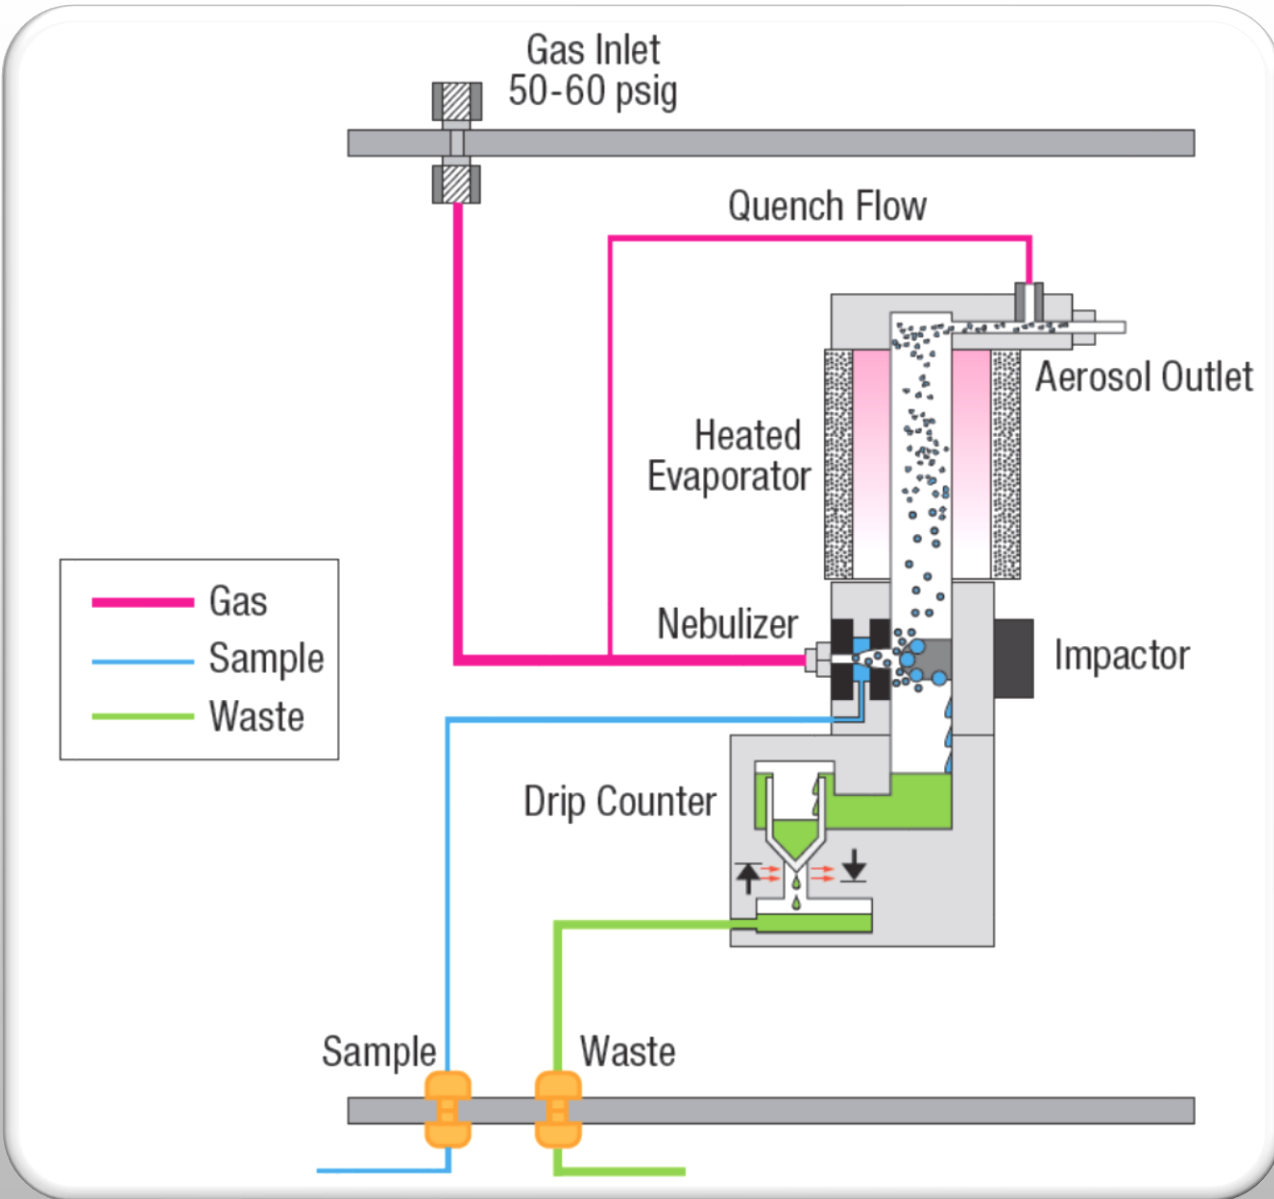 Gas Inlet
50-60 psig
Quench Flow
Aerosol Outlet
Heated
Evaporator
Gas
Sample
Waste
Nebulizer
Impactor
Drip Counter
Sample
Waste